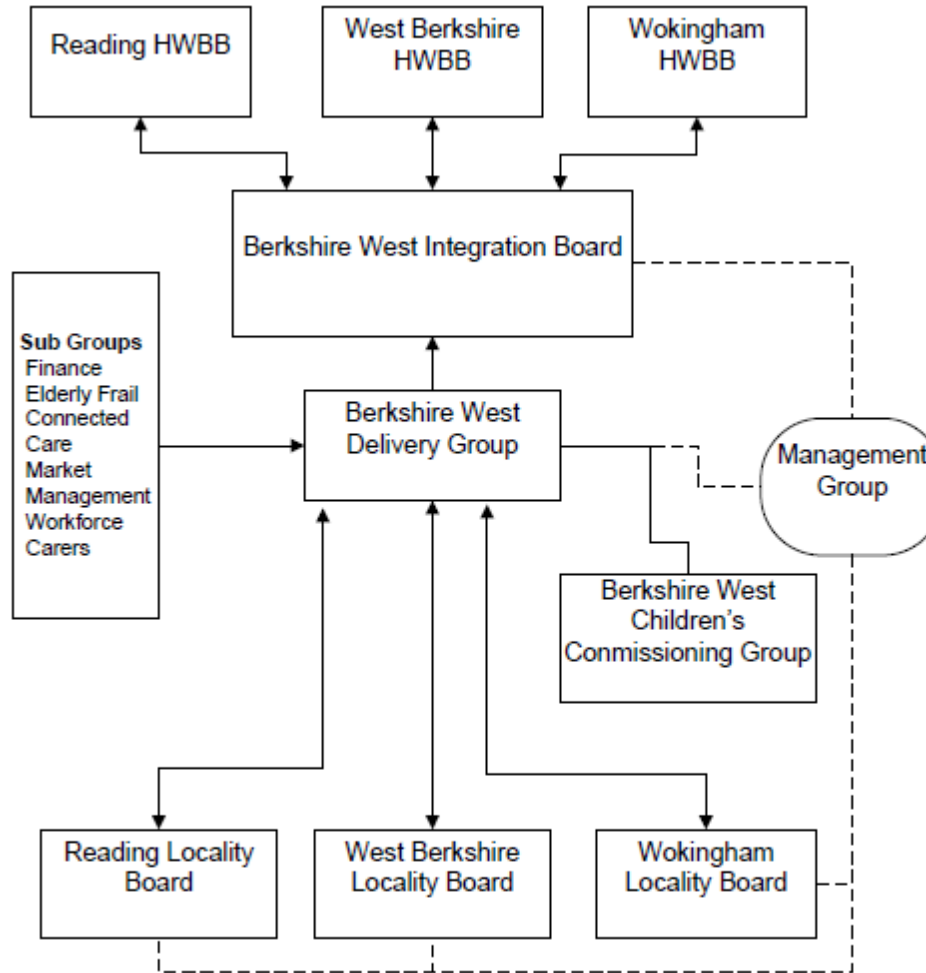 Reading HWBB
West Berkshire
HWBB
Wokingham
HWBB
Berkshire West Integration Board
Sub Groups
Finance
Elderly Frail
Connected
Care
Market
Management
Workforce
Carers
Berkshire West
Delivery Group
Management
Group
Berkshire West
Children's
Conmissioning Group
Reading Locality
Board
West Berkshire
Locality Board
Wokingham
Locality Board